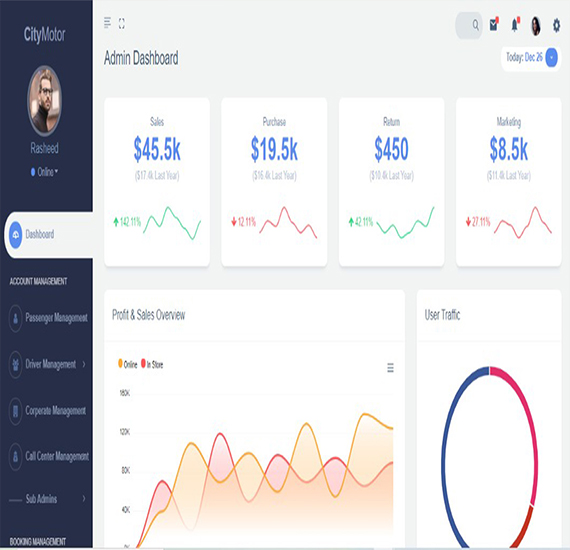 CityMotor
Rasheed
Online
Dashboard
ACCOUNT MANAGEMENT
Passenger Management
Driver Management
Corperate Management
Call Center Management
Sub Admins
BOOKING MANAGEMENT
Admin Dashboard
Today: Dec 26
Sales
$45.5k
($17.4k Last Year)
142.11%
Purchase
$19.5k
($16.4k Last Year)
12.11%
Return
$450
($10.4k Last Year)
42.11%
Marketing
$8.5k
($11.4k Last Year)
27.11%
Profit & Sales Overview
Online In Store
160K
120K
80K
40K
0K
User Traffic